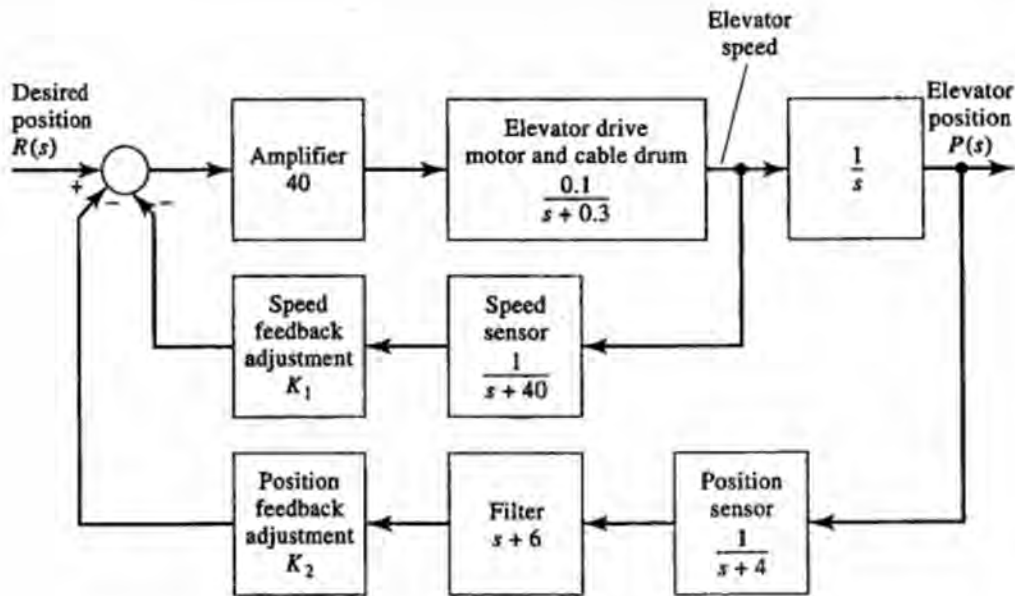 Elevator
speed
Desired
position
R(s)
+
−
−
Amplifier
40
Elevator drive
motor and cable drum
0.1
s + 0.3
1
s
Elevator
position
P(s)
Speed
feedback
adjustment
K₁
Speed
sensor
1
s + 40
Position
feedback
adjustment
K₂
Filter
s + 6
Position
sensor
1
s + 4